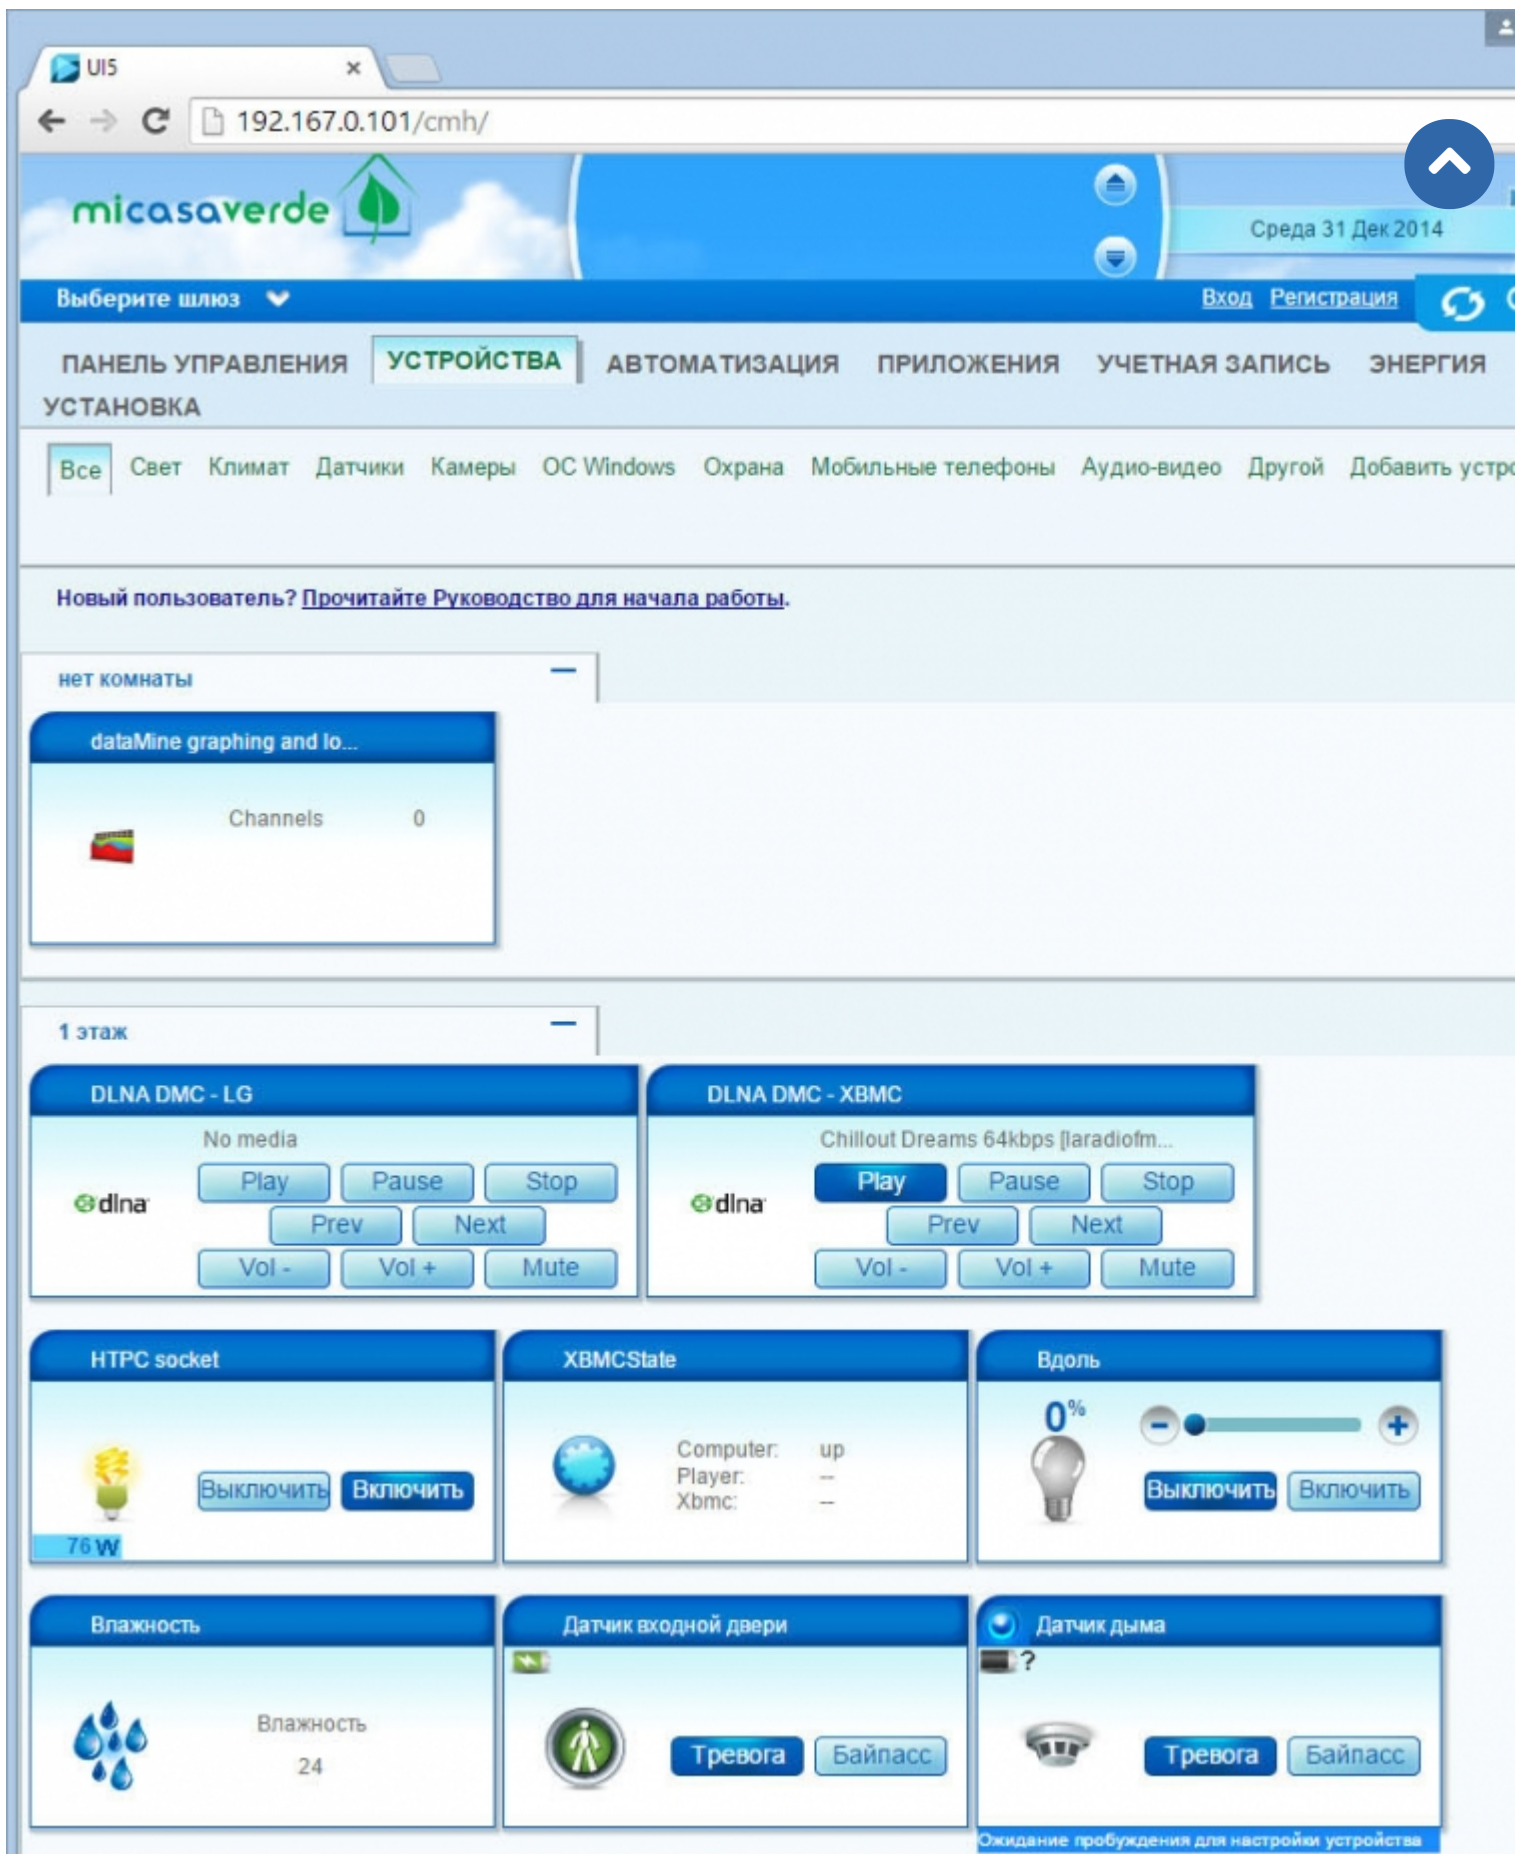 UI5
192.167.0.101/cmh/
micasaverde
Среда 31 Дек 2014
Выберите шлюз
Вход Регистрация
ПАНЕЛЬ УПРАВЛЕНИЯ УСТРОЙСТВА АВТОМАТИЗАЦИЯ ПРИЛОЖЕНИЯ УЧЕТНАЯ ЗАПИСЬ ЭНЕРГИЯ
УСТАНОВКА
Все Свет Климат Датчики Камеры ОС Windows Охрана Мобильные телефоны Аудио-видео Другой Добавить устро
Новый пользователь? Прочитайте Руководство для начала работы.
нет комнаты
dataMine graphing and lo...
Channels 0
1 этаж
DLNA DMC - LG
No media
dlna
Play Pause Stop
Prev Next
Vol - Vol + Mute
DLNA DMC - XBMC
Chillout Dreams 64kbps [laradiofm...
dlna
Play Pause Stop
Prev Next
Vol - Vol + Mute
HTPC socket
Выключить Включить
76 W
XBMCState
Computer: up
Player: --
Xbmc: --
Вдоль
0%
- +
Выключить Включить
Влажность
Влажность
24
Датчик входной двери
Тревога Байпасс
Датчик дыма
?
Тревога Байпасс
Ожидание пробуждения для настройки устройства